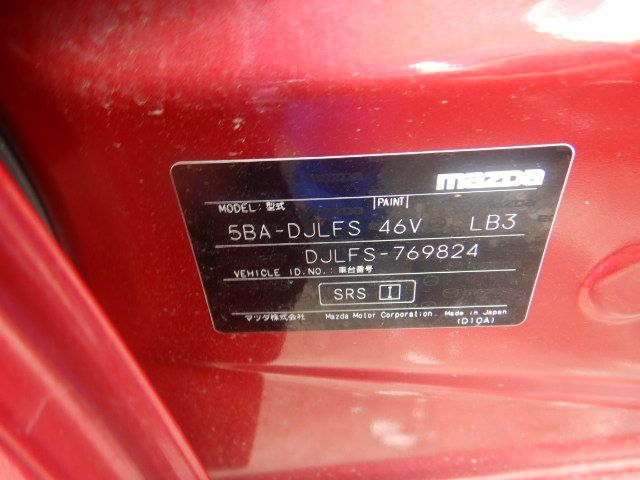 mazda
MODEL: 型式 PAINT
5BA-DJLFS 46V LB3
DJLFS-769824
VEHICLE ID.NO.: 車台番号
SRS I
マツダ株式会社 Mazda Motor Corporation. Made in Japan
(D10A)